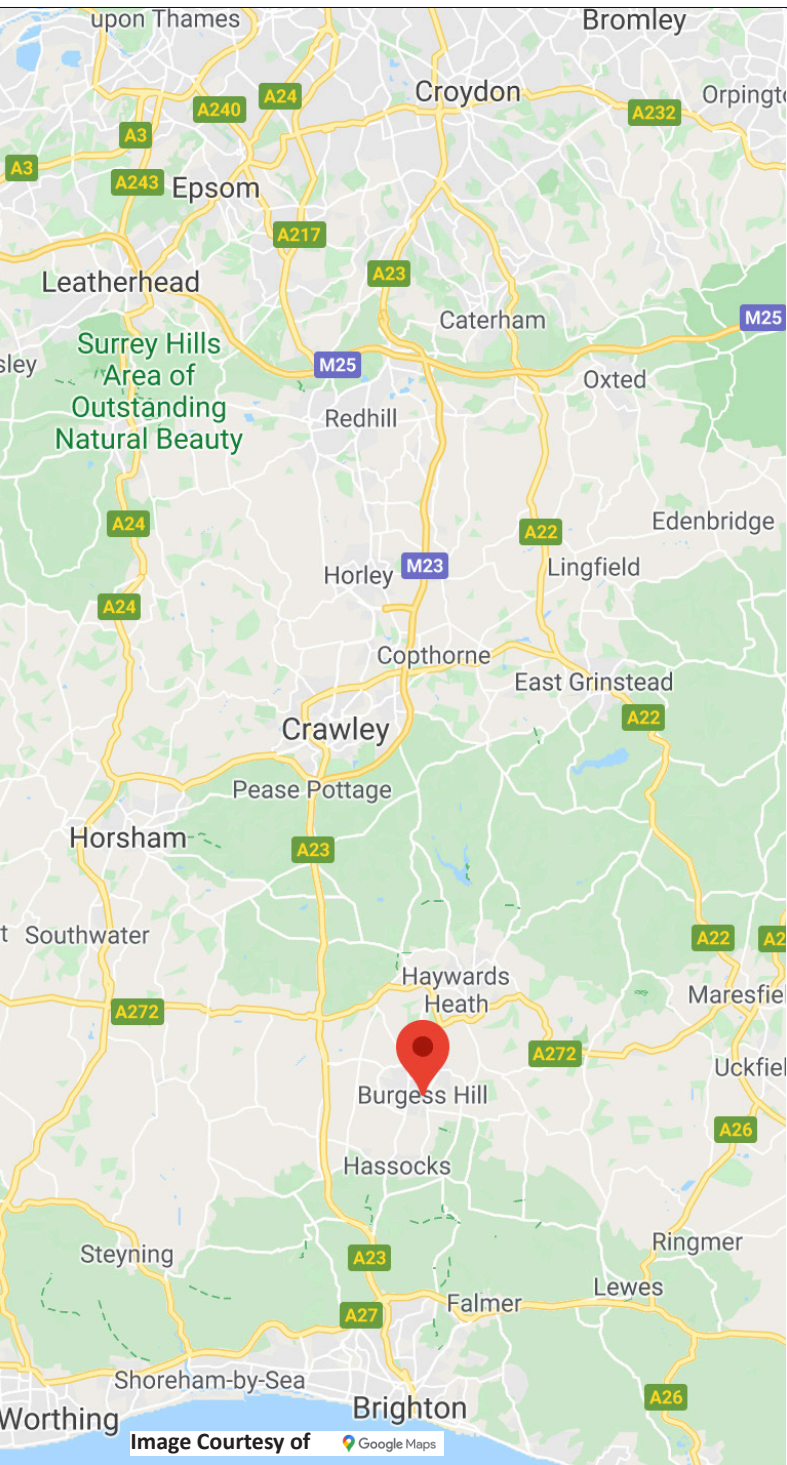 upon Thames
Bromley
A24
Croydon
A240
Orpingt
A232
A3
A3
A243
Epsom
A217
A23
Leatherhead
M25
Caterham
Surrey Hills
Area of
Outstanding
Natural Beauty
sley
M25
Oxted
Redhill
A24
Edenbridge
A22
M23
Lingfield
Horley
A24
Copthorne
East Grinstead
A22
Crawley
Pease Pottage
Horsham
A23
t
Southwater
A22
A2
Haywards
Heath
Maresfie
A272
A272
Uckfiel
Burgess Hill
A26
Hassocks
Ringmer
Steyning
A23
Lewes
Falmer
A27
Shoreham-by-Sea
A26
Brighton
Worthing
Image Courtesy of Google Maps